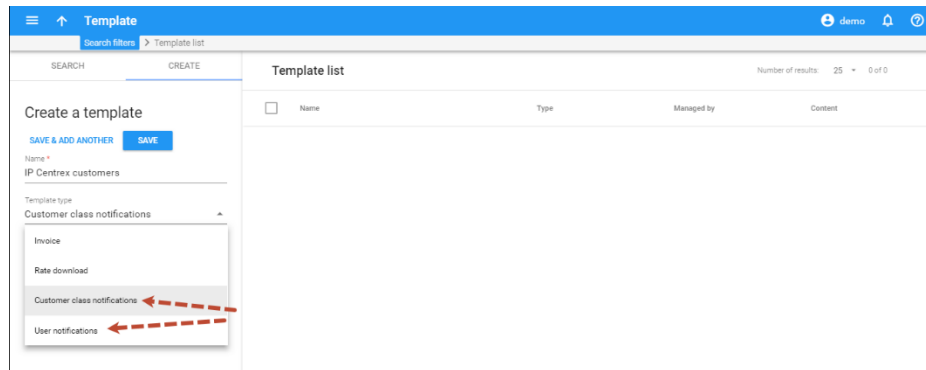 Template
demo
Search filters > Template list
SEARCH CREATE
Template list
Number of results: 25 0 of 0
Create a template
Name Type Managed by Content
SAVE & ADD ANOTHER SAVE
Name *
IP Centrex customers
Template type
Customer class notifications
Invoice
Rate download
Customer class notifications
User notifications